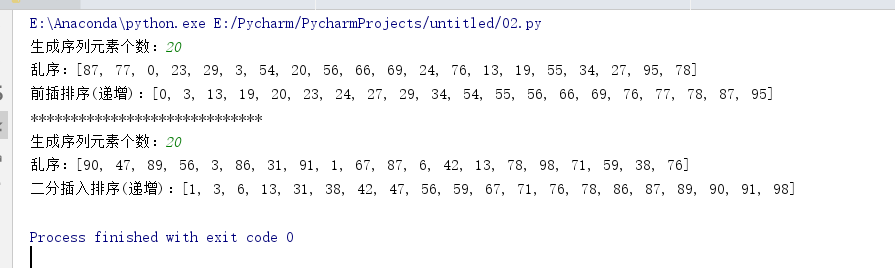 E:\Anaconda\python.exe E:/Pycharm/PycharmProjects/untitled/02.py
生成序列元素个数：20
乱序：[87, 77, 0, 23, 29, 3, 54, 20, 56, 66, 69, 24, 76, 13, 19, 55, 34, 27, 95, 78]
前插排序(递增)：[0, 3, 13, 19, 20, 23, 24, 27, 29, 34, 54, 55, 56, 66, 69, 76, 77, 78, 87, 95]
*****************************
生成序列元素个数：20
乱序：[90, 47, 89, 56, 3, 86, 31, 91, 1, 67, 87, 6, 42, 13, 78, 98, 71, 59, 38, 76]
二分插入排序(递增)：[1, 3, 6, 13, 31, 38, 42, 47, 56, 59, 67, 71, 76, 78, 86, 87, 89, 90, 91, 98]
Process finished with exit code 0